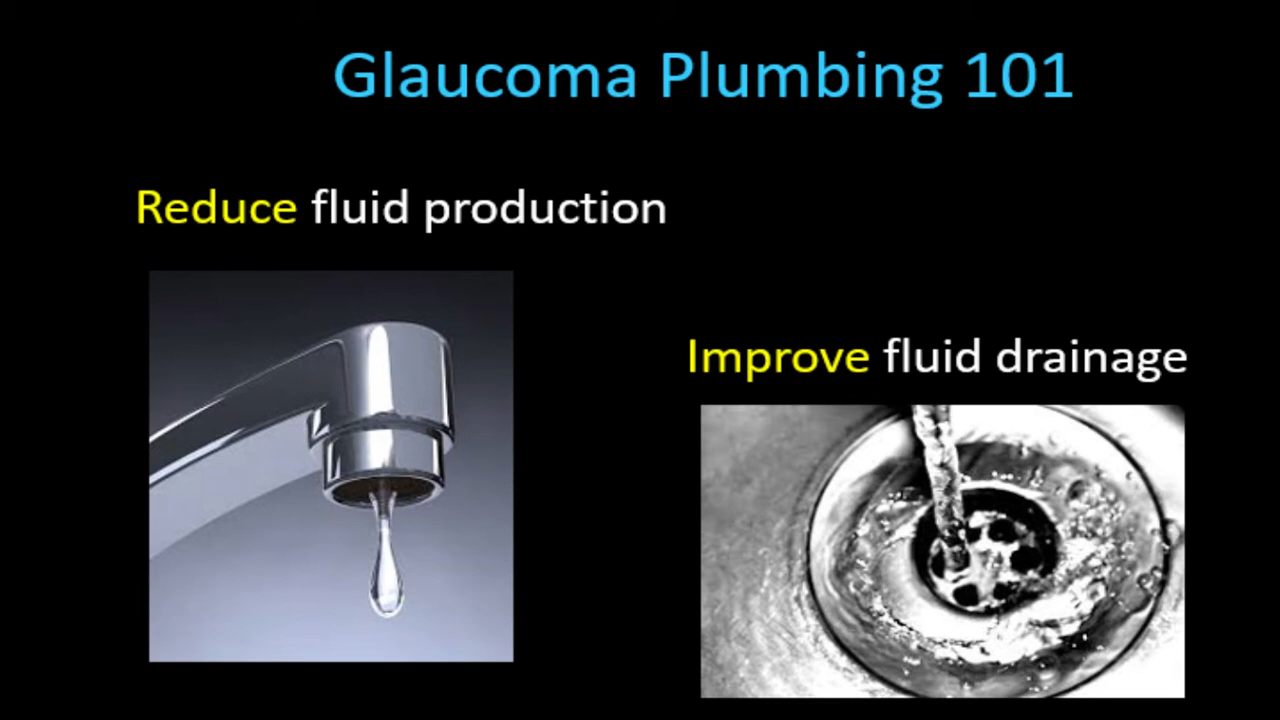 Glaucoma Plumbing 101
Reduce fluid production
Improve fluid drainage